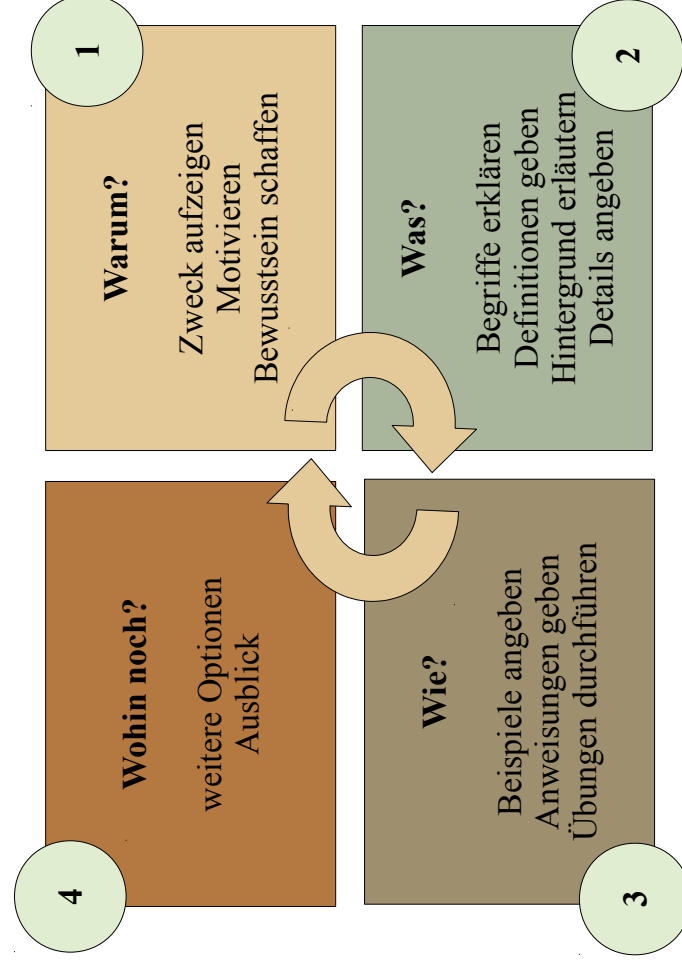 4
Wohin noch?
weitere Optionen
Ausblick
1
Warum?
Zweck aufzeigen
Motivieren
Bewusstsein schaffen
3
Wie?
Beispiele angeben
Anweisungen geben
Übungen durchführen
2
Was?
Begriffe erklären
Definitionen geben
Hintergrund erläutern
Details angeben